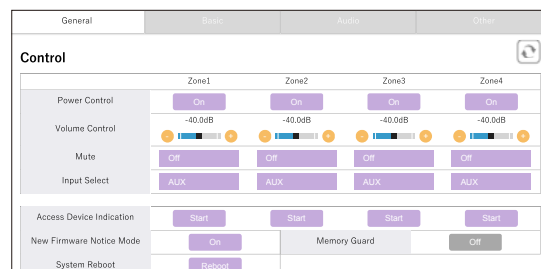 General Basic Audio Other
Control
Zone1 Zone2 Zone3 Zone4
Power Control On On On On
Volume Control -40.0dB -40.0dB -40.0dB -40.0dB
- + - + - + - +
Mute Off Off Off Off
Input Select AUX AUX AUX AUX
Access Device Indication Start Start Start Start
New Firmware Notice Mode On Memory Guard Off
System Reboot Reboot